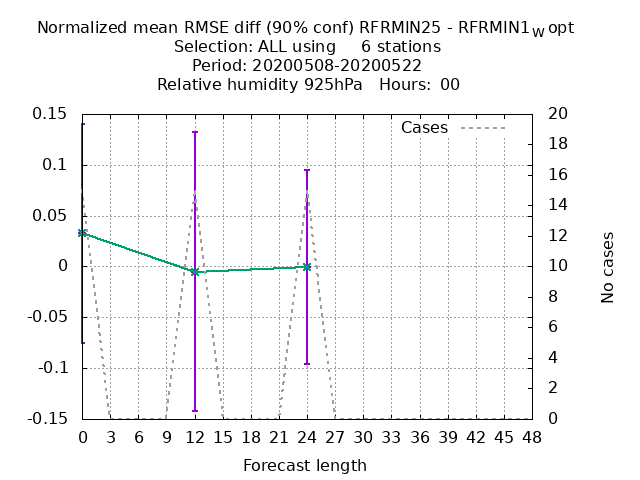 Normalized mean RMSE diff (90% conf) RFRMIN25 - RFRMIN1_W opt
Selection: ALL using 6 stations
Period: 20200508-20200522
Relative humidity 925hPa Hours: 00
Cases
0.15
0.1
0.05
0
-0.05
-0.1
-0.15
20
18
16
14
12
10
8
6
4
2
0
No cases
0 3 6 9 12 15 18 21 24 27 30 33 36 39 42 45 48
Forecast length